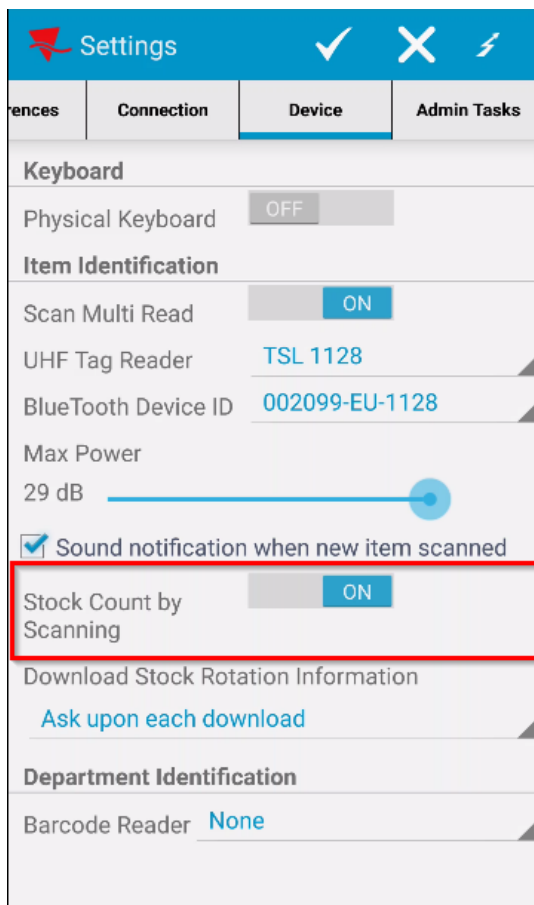 Settings
rences Connection Device Admin Tasks
Keyboard
Physical Keyboard OFF
Item Identification
Scan Multi Read ON
UHF Tag Reader TSL 1128
BlueTooth Device ID 002099-EU-1128
Max Power
29 dB
Sound notification when new item scanned
Stock Count by ON
Scanning
Download Stock Rotation Information
Ask upon each download
Department Identification
Barcode Reader None